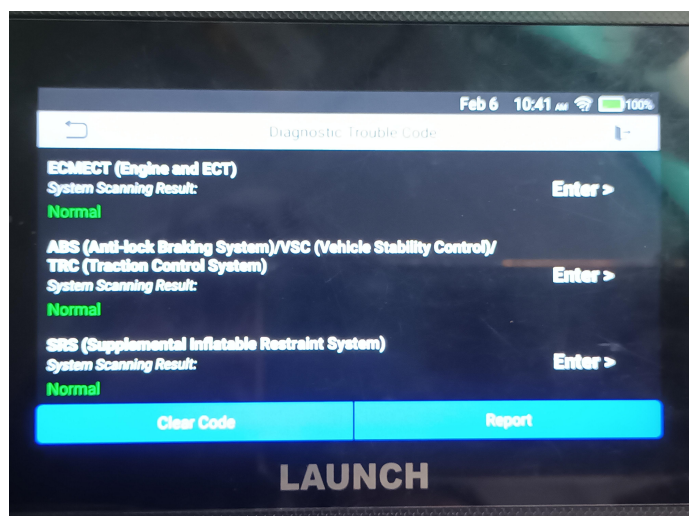 Feb 6 10:41 AM 100%
Diagnostic Trouble Code
ECMECT (Engine and ECT)
System Scanning Result:
Enter >
Normal
ABS (Anti-lock Braking System)/VSC (Vehicle Stability Control)/
TRC (Traction Control System)
System Scanning Result:
Enter >
Normal
SRS (Supplemental Inflatable Restraint System)
System Scanning Result:
Enter >
Normal
Clear Code
Report
LAUNCH